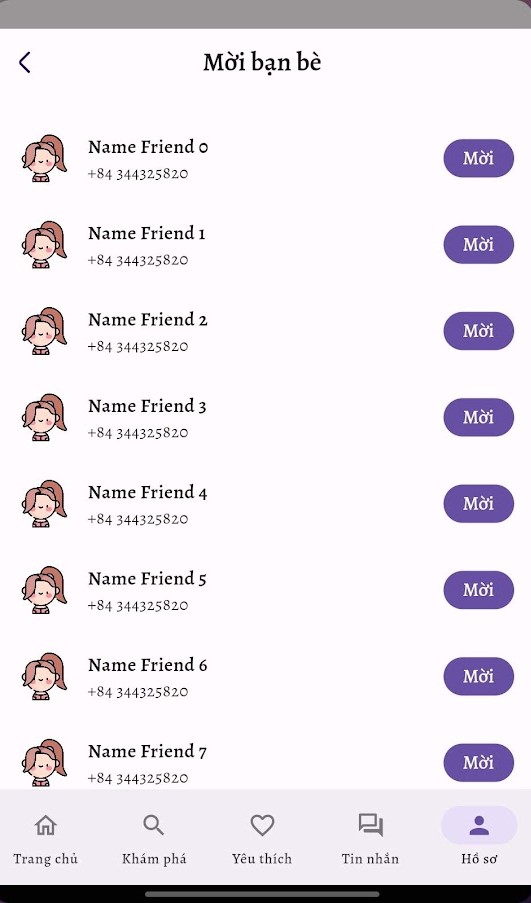 Mời bạn bè
Name Friend 0
+84 344325820
Mời
Name Friend 1
+84 344325820
Mời
Name Friend 2
+84 344325820
Mời
Name Friend 3
+84 344325820
Mời
Name Friend 4
+84 344325820
Mời
Name Friend 5
+84 344325820
Mời
Name Friend 6
+84 344325820
Mời
Name Friend 7
+84 344325820
Mời
Trang chủ
Khám phá
Yêu thích
Tin nhắn
Hồ sơ